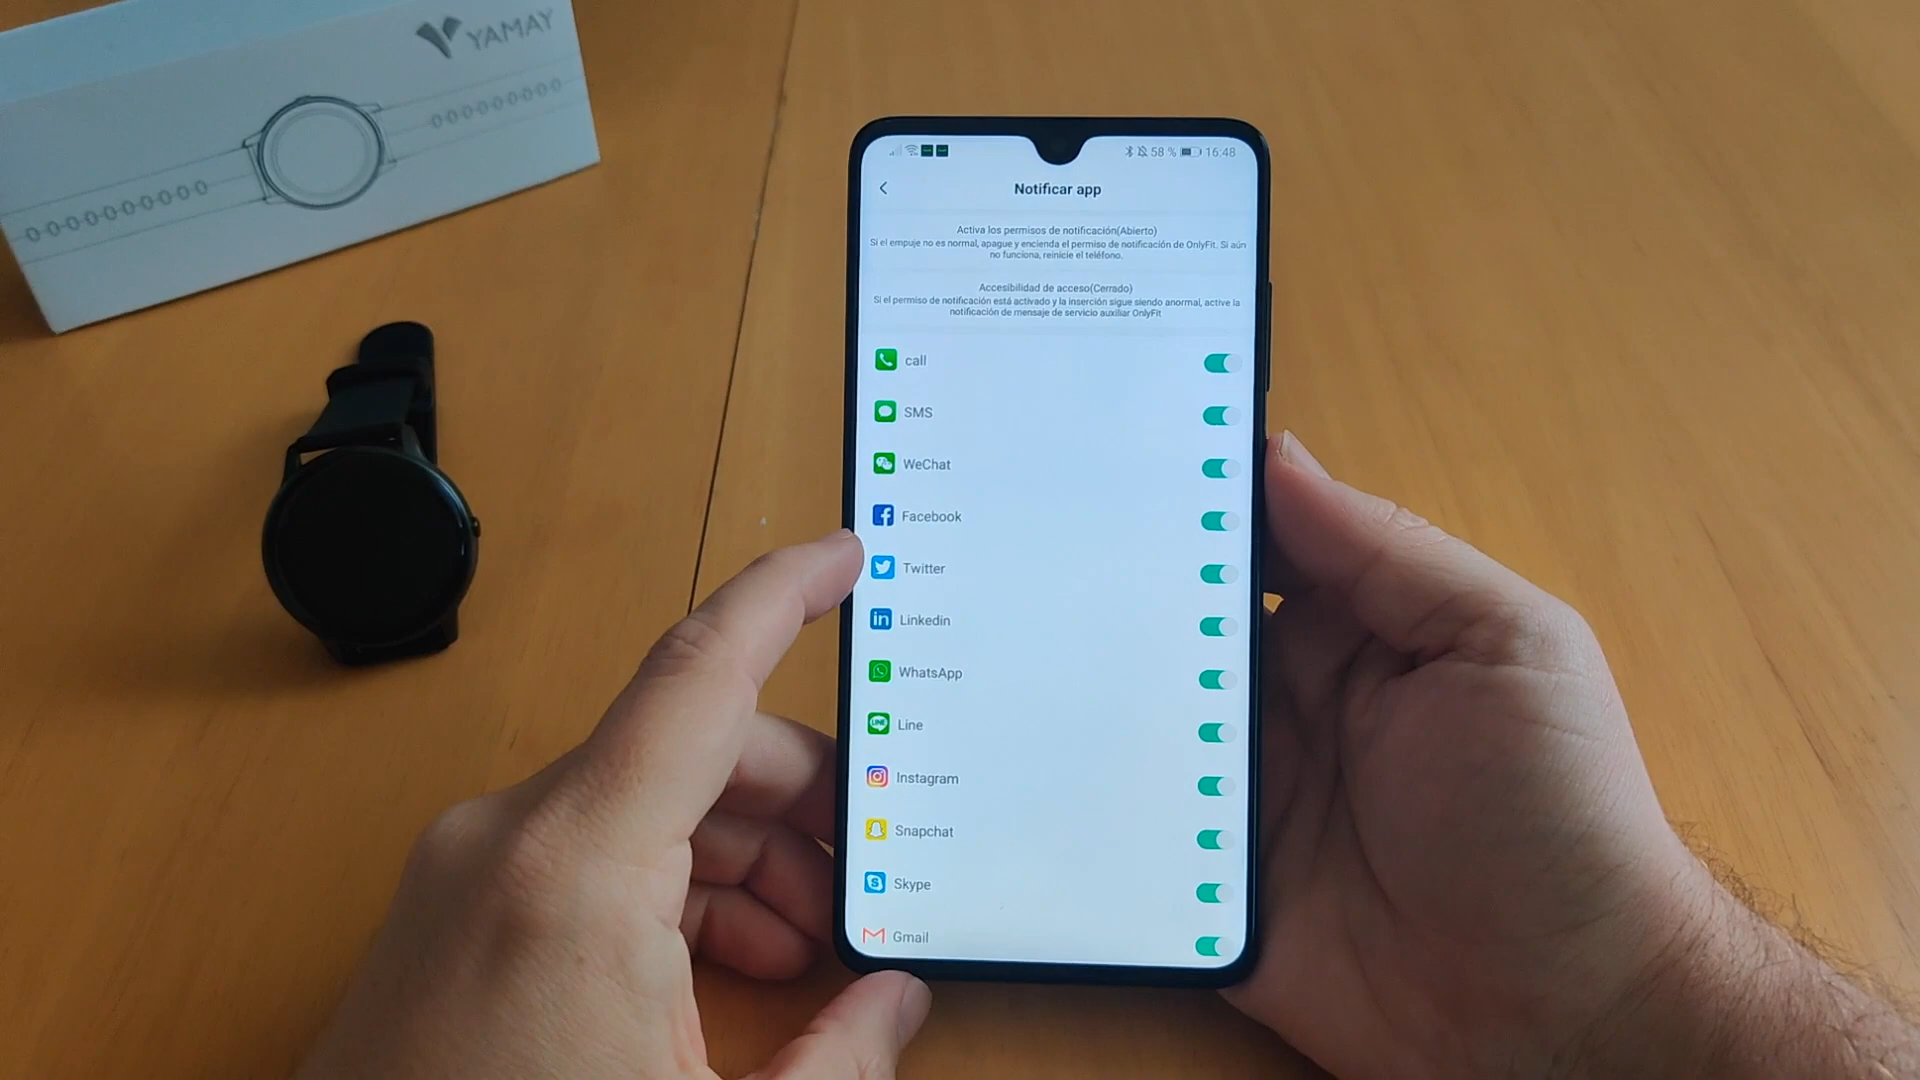 YAMAY
58 % 16:48
Notificar app
Activa los permisos de notificación(Abierto)
Si el empuje no es normal, apague y encienda el permiso de notificación de OnlyFit. Si aún
no funciona, reinicie el teléfono.
Accesibilidad de acceso(Cerrado)
Si el permiso de notificación está activado y la inserción sigue siendo anormal, active la
notificación de mensaje de servicio auxiliar OnlyFit
call
SMS
WeChat
Facebook
Twitter
Linkedin
WhatsApp
LINE
Line
Instagram
Snapchat
Skype
Gmail